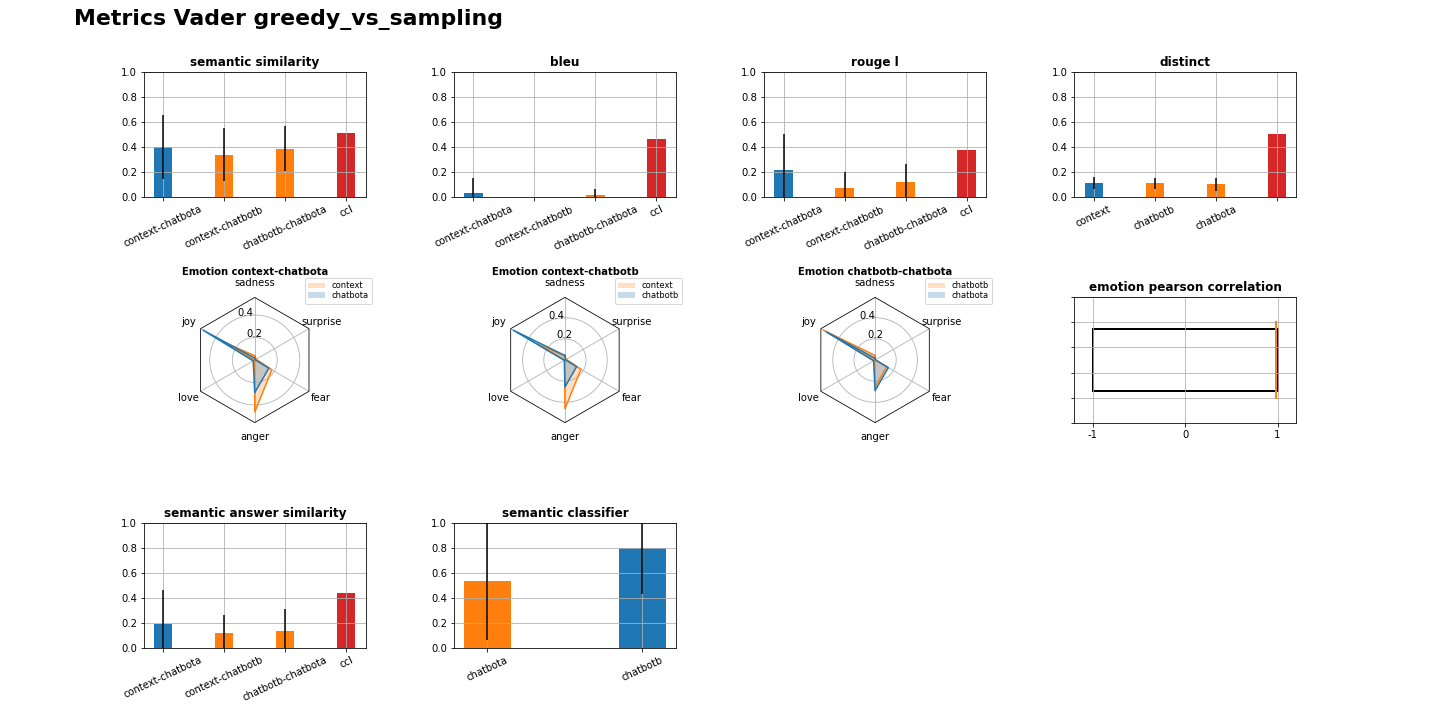 Metrics Vader greedy_vs_sampling
semantic similarity
1.0
0.8
0.6
0.4
0.2
0.0
context-chatbota
context-chatbotb
chatbotb-chatbota
ccl
bleu
1.0
0.8
0.6
0.4
0.2
0.0
context-chatbota
context-chatbotb
chatbotb-chatbota
ccl
rouge l
1.0
0.8
0.6
0.4
0.2
0.0
context-chatbota
context-chatbotb
chatbotb-chatbota
ccl
distinct
1.0
0.8
0.6
0.4
0.2
0.0
context
chatbotb
chatbota
Emotion context-chatbota
sadness
context
chatbota
joy
0.4
surprise
0.2
love
fear
anger
Emotion context-chatbotb
sadness
context
chatbotb
joy
0.4
surprise
0.2
love
fear
anger
Emotion chatbotb-chatbota
sadness
chatbotb
chatbota
joy
0.4
surprise
0.2
love
fear
anger
emotion pearson correlation
-1
0
1
semantic answer similarity
1.0
0.8
0.6
0.4
0.2
0.0
context-chatbota
context-chatbotb
chatbotb-chatbota
ccl
semantic classifier
1.0
0.8
0.6
0.4
0.2
0.0
chatbota
chatbotb